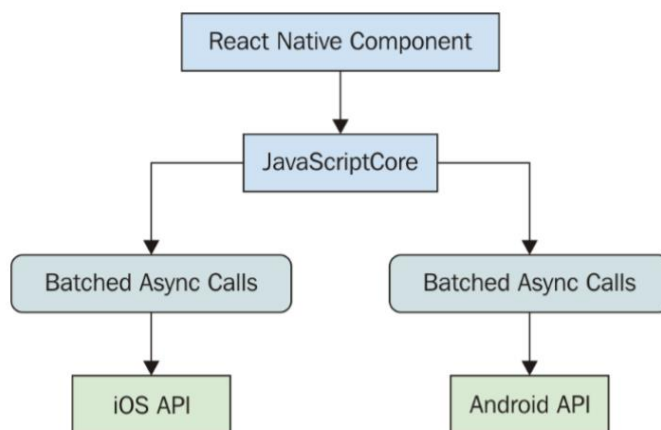 React Native Component
JavaScriptCore
Batched Async Calls
Batched Async Calls
iOS API
Android API